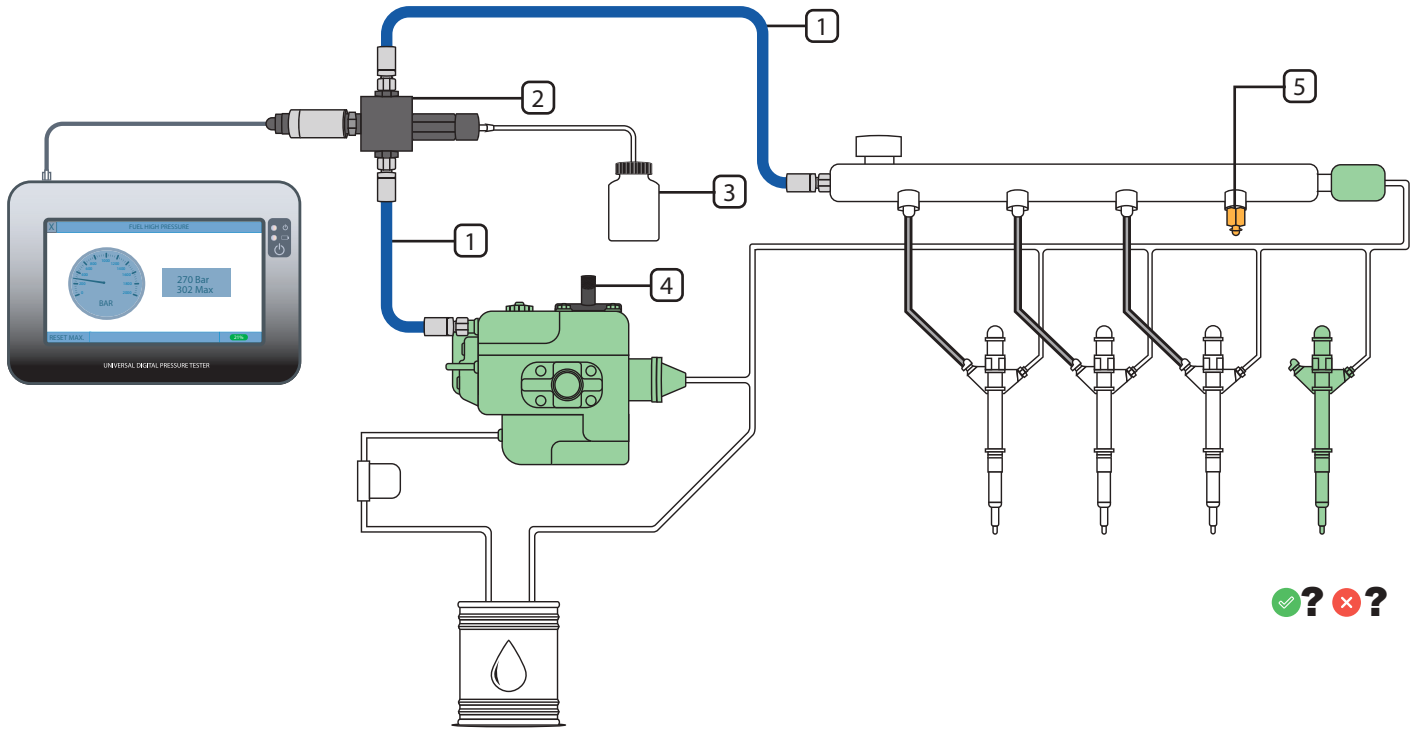 1
2
5
3
1
4
X
FUEL HIGH PRESSURE
270 Bar
302 Max
BAR
RESET MAX.
21%
UNIVERSAL DIGITAL PRESSURE TESTER
? ?